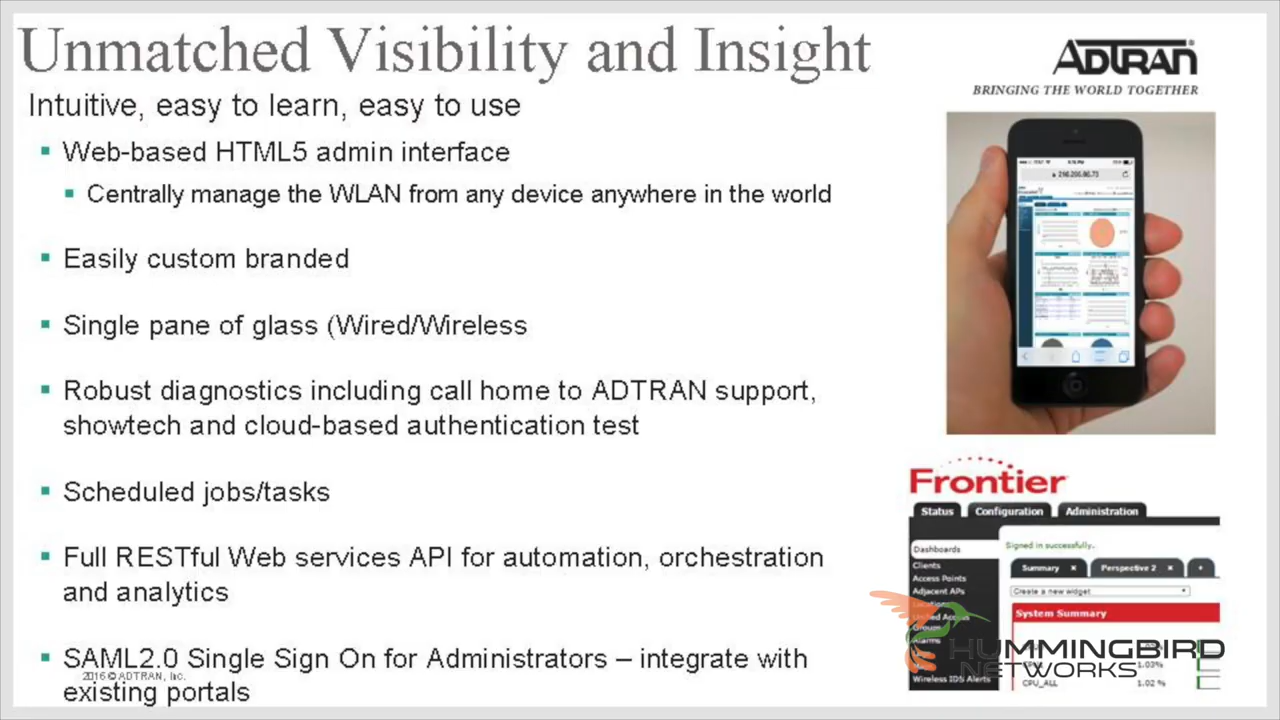 Unmatched Visibility and Insight
Intuitive, easy to learn, easy to use
Web-based HTML5 admin interface
Centrally manage the WLAN from any device anywhere in the world
Easily custom branded
Single pane of glass (Wired/Wireless
Robust diagnostics including call home to ADTRAN support,
showtech and cloud-based authentication test
Scheduled jobs/tasks
Full RESTful Web services API for automation, orchestration
and analytics
SAML2.0 Single Sign On for Administrators – integrate with
existing portals
2016 © ADTRAN, Inc.
ADTRAN®
BRINGING THE WORLD TOGETHER
Frontier
Status Configuration Administration
Signed in successfully.
Dashboards
Clients
Access Points
Adjacent APs
Alarms
Wireless IDS Alerts
Summary x Perspective 2 x +
Create a new widget
System Summary
1.03%
CPU_ALL 1.02 %
HUMMINGBIRD
NETWORKS